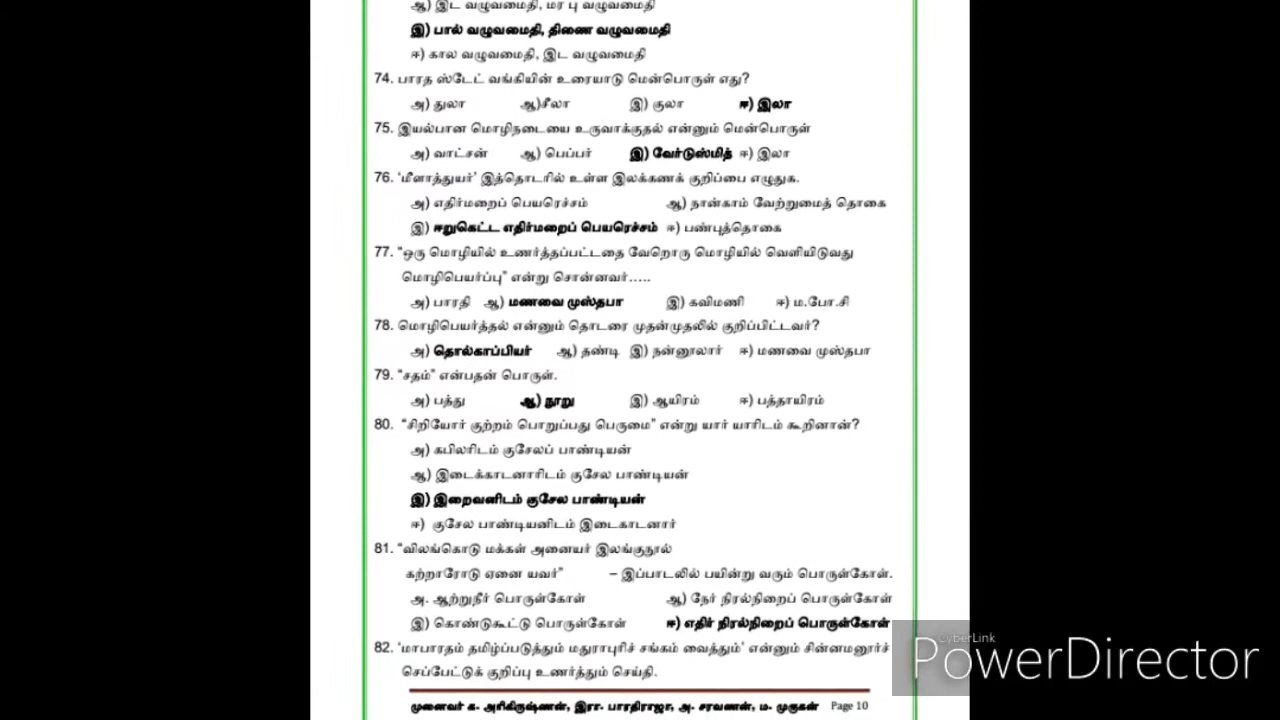 ஆ) இட வழுவமைதி, மரபு வழுவமைதி
இ) பால் வழுவமைதி, திணை வழுவமைதி
ஈ) கால வழுவமைதி, இட வழுவமைதி
74. பாரத ஸ்டேட் வங்கியின் உரையாடு மென்பொருள் எது?
அ) துலா ஆ)சீலா இ) குலா ஈ) இலா
75. இயல்பான மொழிநடையை உருவாக்குதல் என்னும் மென்பொருள்
அ) வாட்சன் ஆ) பெப்பர் இ) வேர்டுஸ்மித் ஈ) இலா
76. ‘மீளாத்துயர்’ இத்தொடரில் உள்ள இலக்கணக் குறிப்பை எழுதுக.
அ) எதிர்மறைப் பெயரெச்சம் ஆ) நான்காம் வேற்றுமைத் தொகை
இ) ஈறுகெட்ட எதிர்மறைப் பெயரெச்சம் ஈ) பண்புத்தொகை
77. “ஒரு மொழியில் உணர்த்தப்பட்டதை வேறொரு மொழியில் வெளியிடுவது
மொழிபெயர்ப்பு” என்று சொன்னவர்…..
அ) பாரதி ஆ) மணவை முஸ்தபா இ) கவிமணி ஈ) ம.போ.சி
78. மொழிபெயர்த்தல் என்னும் தொடரை முதன்முதலில் குறிப்பிட்டவர்?
அ) தொல்காப்பியர் ஆ) தண்டி இ) நன்னூலார் ஈ) மணவை முஸ்தபா
79. “சதம்” என்பதன் பொருள்.
அ) பத்து ஆ) நூறு இ) ஆயிரம் ஈ) பத்தாயிரம்
80. “சிறியோர் குற்றம் பொறுப்பது பெருமை” என்று யார் யாரிடம் கூறினான்?
அ) கபிலரிடம் குசேலப் பாண்டியன்
ஆ) இடைக்காடனாரிடம் குசேல பாண்டியன்
இ) இறைவனிடம் குசேல பாண்டியன்
ஈ) குசேல பாண்டியனிடம் இடைகாடனார்
81. “விலங்கொடு மக்கள் அனையர் இலங்குநூல்
கற்றாரோடு ஏனை யவர்” – இப்பாடலில் பயின்று வரும் பொருள்கோள்.
அ. ஆற்றுநீர் பொருள்கோள் ஆ) நேர் நிரல்நிறைப் பொருள்கோள்
இ) கொண்டுகூட்டு பொருள்கோள் ஈ) எதிர் நிரல்நிறைப் பொருள்கோள்
82. ‘மாபாரதம் தமிழ்ப்படுத்தும் மதுராபுரிச் சங்கம் வைத்தும்’ என்னும் சின்னமனூர்ச்
செப்பேட்டுக் குறிப்பு உணர்த்தும் செய்தி.
முனைவர் க. அரிகிருஷ்ணன், இரா. பாரதிராஜா, அ. சரவணன், ம. முருகன் Page 10
CyberLink
PowerDirector